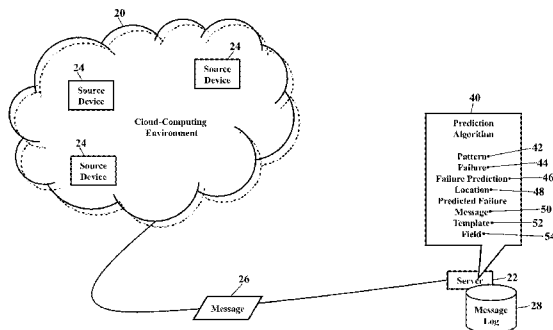 20
24
Source
Device
24
Source
Device
Cloud-Computing
Environment
24
Source
Device
40
Prediction
Algorithm
Pattern 42
Failure 44
Failure Prediction 46
Location 48
Predicted Failure
Message 50
Template 52
Field 54
26
Message
Server 22
Message
Log
28